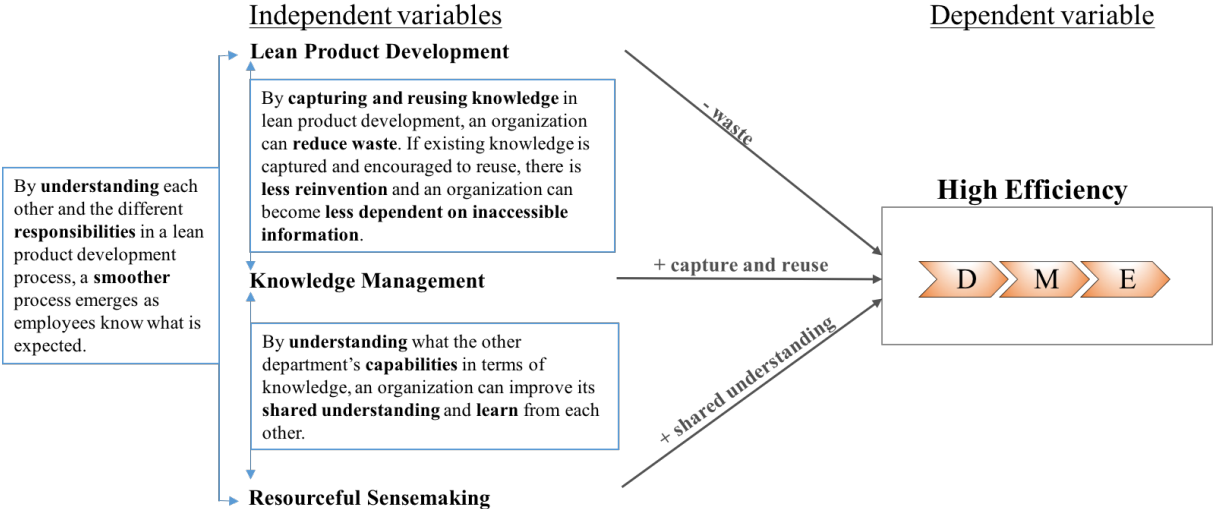 Independent variables
Dependent variable
Lean Product Development
By capturing and reusing knowledge in
lean product development, an organization
can reduce waste. If existing knowledge is
captured and encouraged to reuse, there is
less reinvention and an organization can
become less dependent on inaccessible
information.
By understanding each
other and the different
responsibilities in a lean
product development
process, a smoother
process emerges as
employees know what is
expected.
Knowledge Management
By understanding what the other
department's capabilities in terms of
knowledge, an organization can improve its
shared understanding and learn from each
other.
Resourceful Sensemaking
- waste
+ capture and reuse
+ shared understanding
High Efficiency
D M E